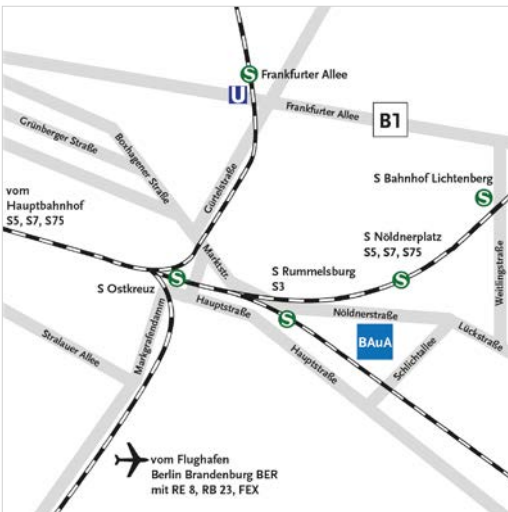 S
Frankfurter Allee
U
Frankfurter Allee
B1
Grünberger Straße
Boxhagener Straße
Gürtelstraße
S Bahnhof Lichtenberg
S
vom
Hauptbahnhof
S5, S7, S75
S Nöldnerplatz
S5, S7, S75
S
Marktstr.
S Rummelsburg
S3
Weitlingstraße
S Ostkreuz
S
Hauptstraße
Nöldnerstraße
S
BAuA
Lückstraße
Stralauer Allee
Markgrafendamm
Hauptstraße
Schlichtallee
vom Flughafen
Berlin Brandenburg BER
mit RE 8, RB 23, FEX